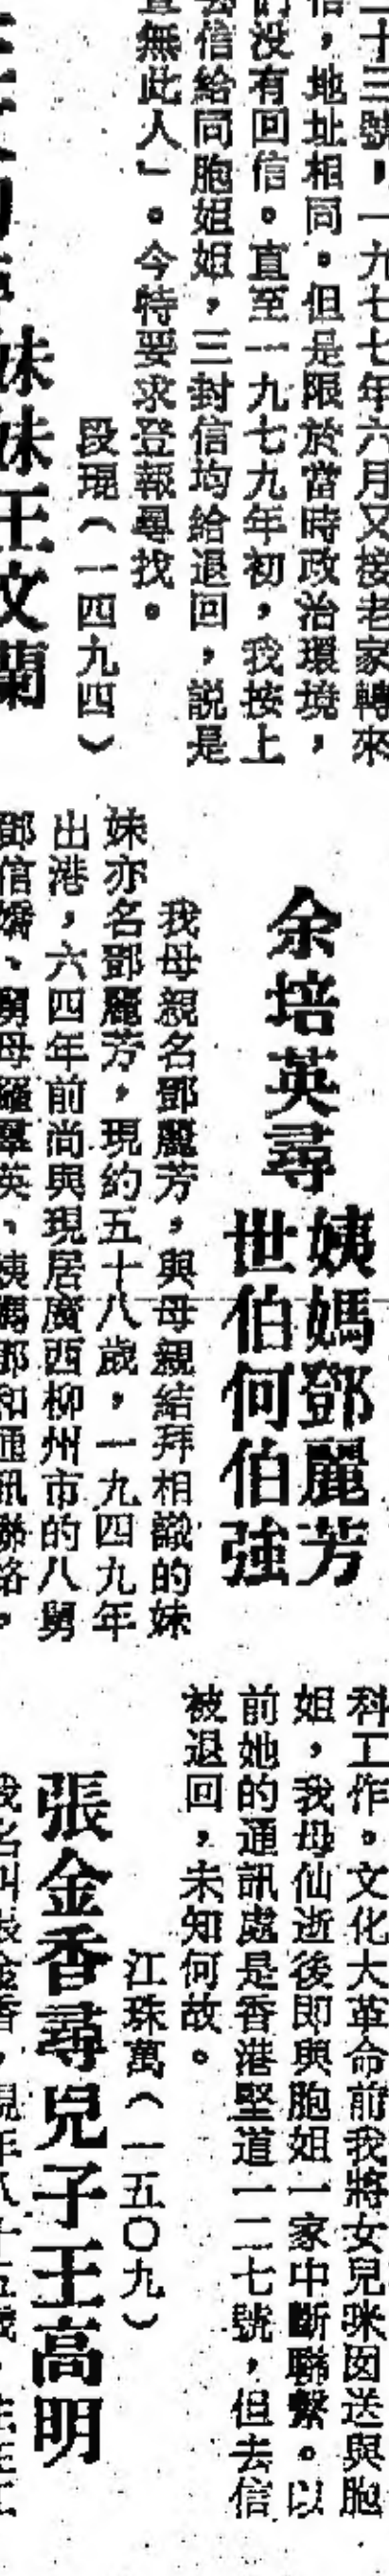 二十三號，一九七七年六月又接老家轉來
信，地址相同。但是限於當時政治環境，
們没有回信。直至一九七九年初，我按上
去信給同胞姐姐，三封信均給退回，説是
查無此人」。今特要求登報尋找。
段琨（一四九四）
妹妹王文蘭
余培英尋
姨媽鄧麗芳
世伯何伯強
我母親名鄧麗芳，與母親結拜相識的妹
妹亦名鄧麗芳，現約五十八歲，一九四九年
出港，六四年前尚與現居廣西柳州市的八舅
鄧信嬌、舅母羅羣英、姨媽鄧和通訊聯絡，
科工作。文化大革命前我將女兒咪囡送與胞
姐，我母仙逝後即與胞姐一家中斷聯繫。以
前她的通訊處是香港堅道一二七號，但去信
被退回，未知何故。
江珠萬（一五〇九）
張金香尋兒子王高明
我名叫張金香，現年八十五歲，